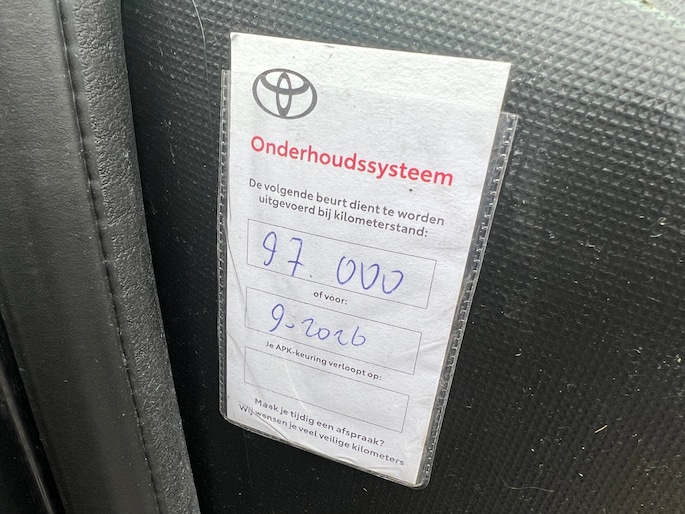 Onderhoudssysteem
De volgende beurt dient te worden
uitgevoerd bij kilometerstand:
97.000
of voor:
9-2026
Je APK-keuring verloopt op:
Maak je tijdig een afspraak?
Wij wensen je veel veilige kilometers